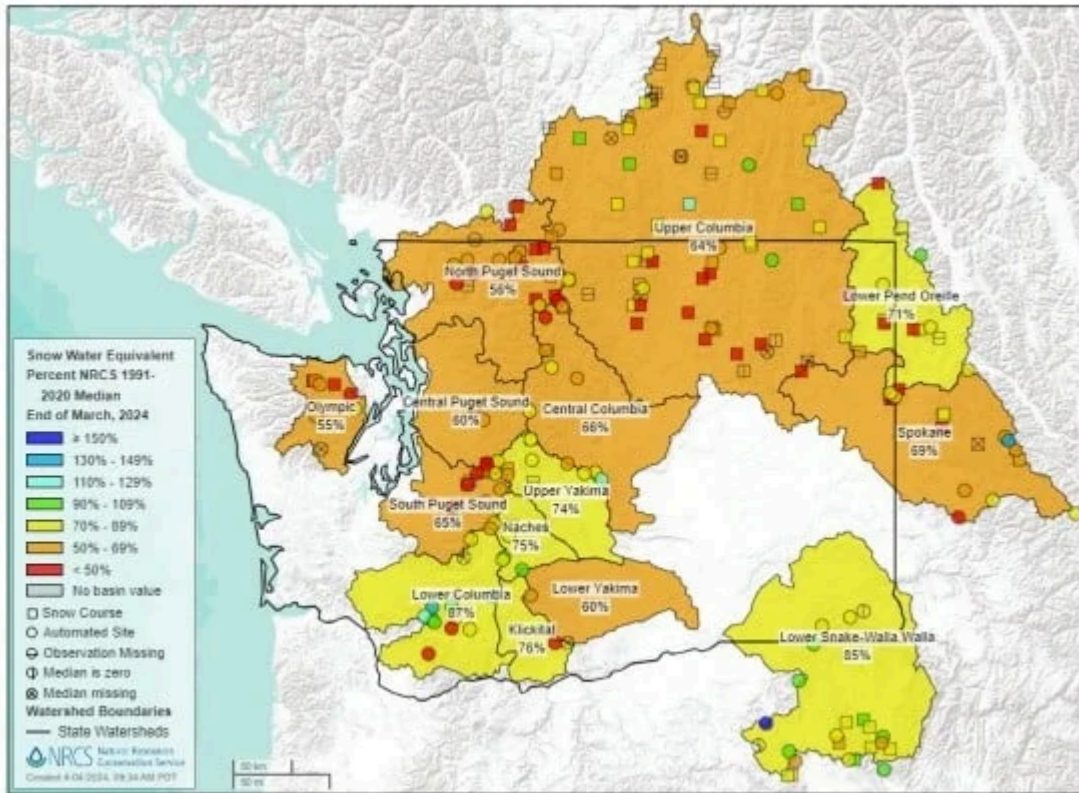 Upper Columbia
64%
North Puget Sound
56%
Lower Pend Oreille
71%
Snow Water Equivalent
Percent NRCS 1991-
2020 Median
End of March, 2024
≥ 150%
130% - 149%
110% - 129%
90% - 109%
70% - 89%
50% - 69%
< 50%
No basin value
Snow Course
Automated Site
Observation Missing
Median is zero
Median missing
Watershed Boundaries
State Watersheds
NRCS Natural Resources
Conservation Service
Created 4-04-2024, 09:34 AM PDT
Olympic
55%
Central Puget Sound
60%
Central Columbia
66%
Spokane
69%
South Puget Sound
65%
Upper Yakima
74%
Naches
75%
Lower Columbia
87%
Lower Yakima
60%
Klickitat
76%
Lower Snake-Walla Walla
85%
50 km
50 mi